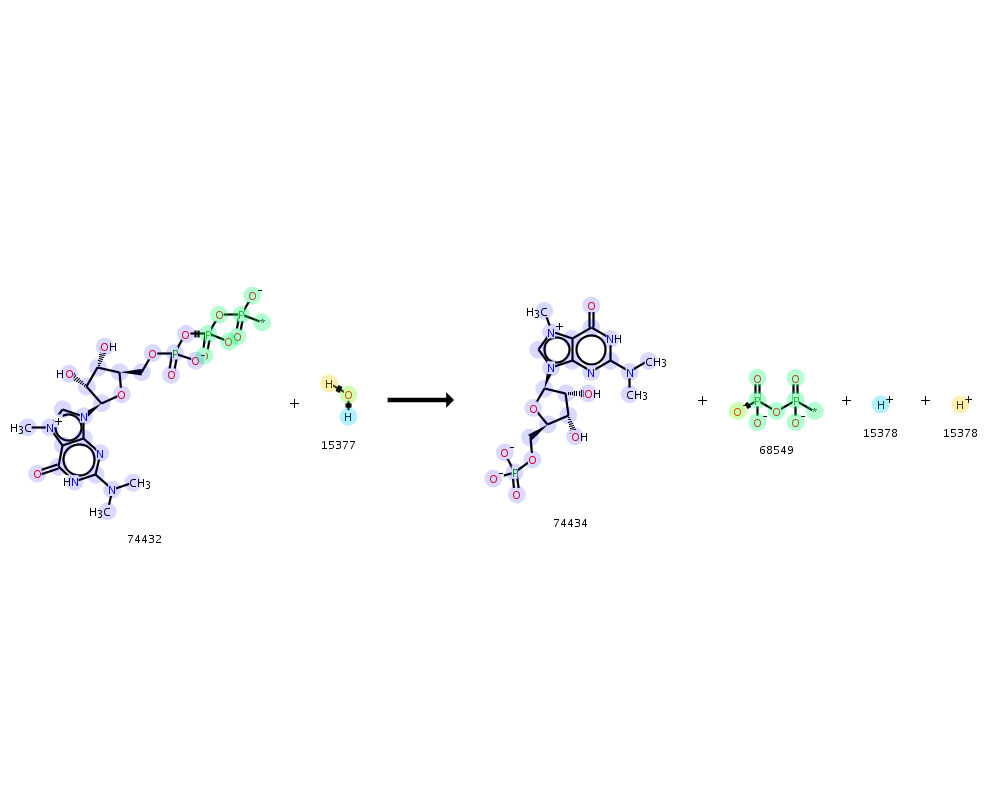 O⁻
O P *
O O
O P O
OH O P O⁻
HO O O⁻
O
N
H₃C N⁺
N
O HN N CH₃
H₃C
74432
+
H O
H
15377
H₃C O
N⁺ NH
N N N CH₃
CH₃
O OH
OH
O⁻ O
O⁻ P
O
74434
+
O O
O⁻ P O P *
O⁻ O⁻
68549
+
H⁺
15378
+
H⁺
15378